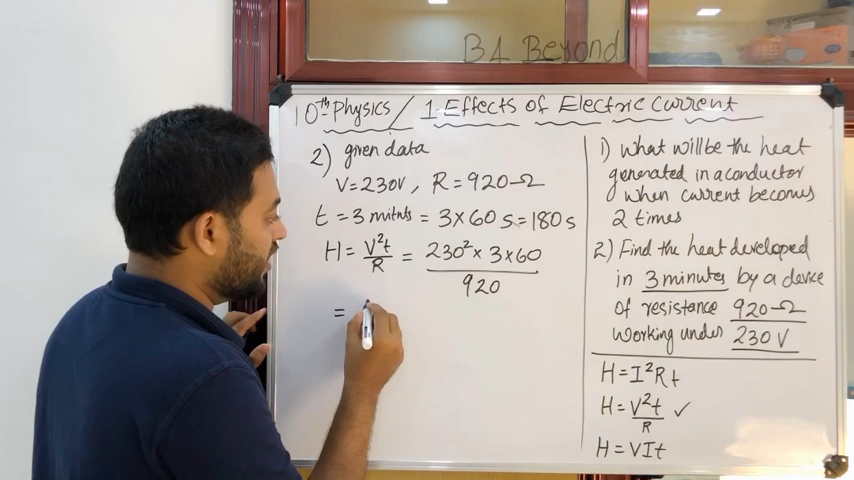 B4 Beyond
10th Physics / 1 Effects of Electric Current
2) given data
V=230V, R=920Ω
t = 3 mitnts = 3×60 s=180s
H= V²t/R = 230²×3×60/920
=
1) What will be the heat
generated in a conductor
when current becomes
2 times
2) Find the heat developed
in 3 minutes by a device
of resistance 920Ω
working under 230 V
H=I²Rt
H= V²t/R ✓
H=VIt